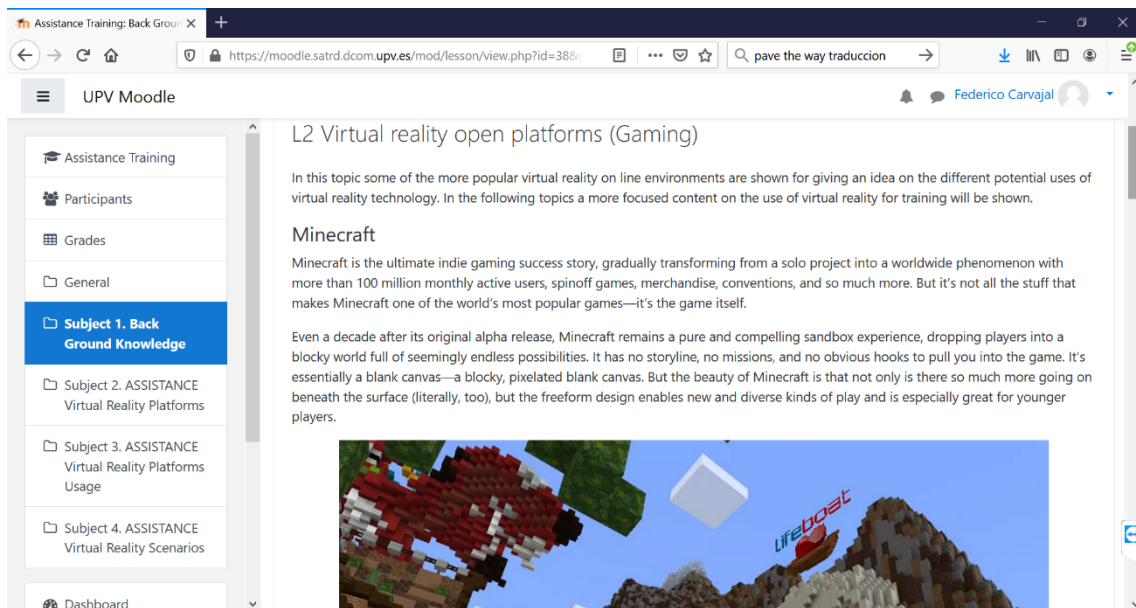 Assistance Training: Back Groun
https://moodle.satrd.dcom.upv.es/mod/lesson/view.php?id=388
pave the way traduccion
UPV Moodle
Federico Carvajal
Assistance Training
Participants
Grades
General
Subject 1. Back
Ground Knowledge
Subject 2. ASSISTANCE
Virtual Reality Platforms
Subject 3. ASSISTANCE
Virtual Reality Platforms
Usage
Subject 4. ASSISTANCE
Virtual Reality Scenarios
Dashboard
L2 Virtual reality open platforms (Gaming)
In this topic some of the more popular virtual reality on line environments are shown for giving an idea on the different potential uses of
virtual reality technology. In the following topics a more focused content on the use of virtual reality for training will be shown.
Minecraft
Minecraft is the ultimate indie gaming success story, gradually transforming from a solo project into a worldwide phenomenon with
more than 100 million monthly active users, spinoff games, merchandise, conventions, and so much more. But it's not all the stuff that
makes Minecraft one of the world's most popular games—it's the game itself.
Even a decade after its original alpha release, Minecraft remains a pure and compelling sandbox experience, dropping players into a
blocky world full of seemingly endless possibilities. It has no storyline, no missions, and no obvious hooks to pull you into the game. It's
essentially a blank canvas—a blocky, pixelated blank canvas. But the beauty of Minecraft is that not only is there so much more going on
beneath the surface (literally, too), but the freeform design enables new and diverse kinds of play and is especially great for younger
players.
lifeboat